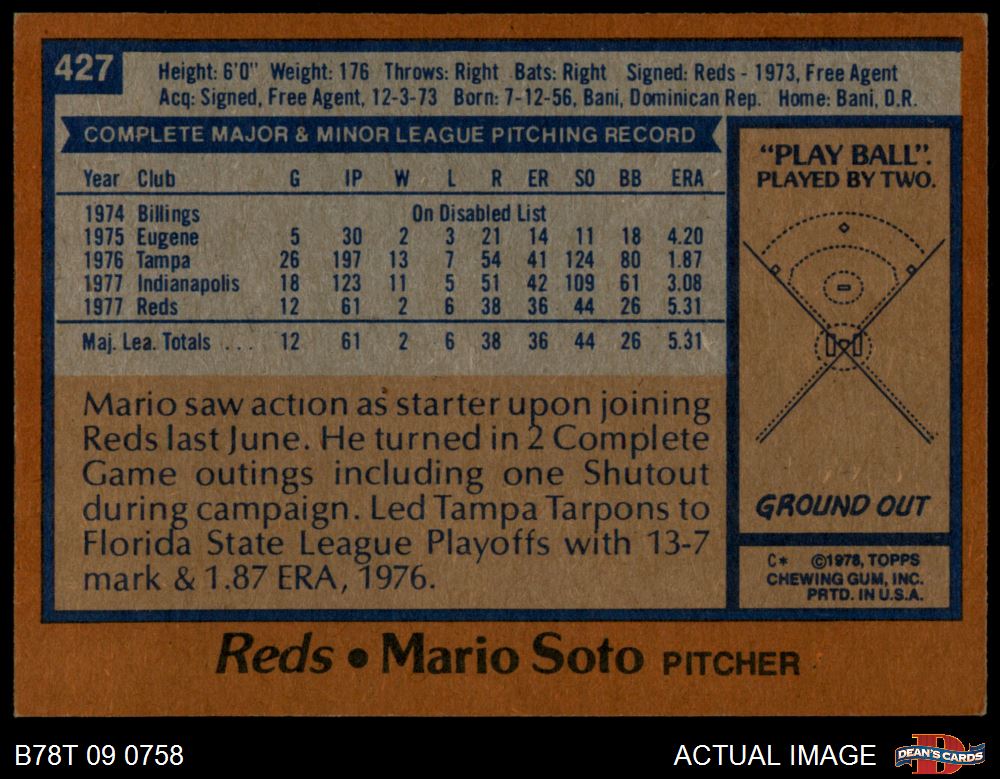 427
Height: 6'0" Weight: 176 Throws: Right Bats: Right Signed: Reds - 1973, Free Agent
Acq: Signed, Free Agent, 12-3-73 Born: 7-12-56, Bani, Dominican Rep. Home: Bani, D.R.
COMPLETE MAJOR & MINOR LEAGUE PITCHING RECORD
Year Club G IP W L R ER SO BB ERA
1974 Billings On Disabled List
1975 Eugene 5 30 2 3 21 14 11 18 4.20
1976 Tampa 26 197 13 7 54 41 124 80 1.87
1977 Indianapolis 18 123 11 5 51 42 109 61 3.08
1977 Reds 12 61 2 6 38 36 44 26 5.31
Maj. Lea. Totals ... 12 61 2 6 38 36 44 26 5.31
Mario saw action as starter upon joining
Reds last June. He turned in 2 Complete
Game outings including one Shutout
during campaign. Led Tampa Tarpons to
Florida State League Playoffs with 13-7
mark & 1.87 ERA, 1976.
"PLAY BALL".
PLAYED BY TWO.
GROUND OUT
C* ©1978, TOPPS
CHEWING GUM, INC.
PRTD. IN U.S.A.
Reds • Mario Soto PITCHER
B78T 09 0758
ACTUAL IMAGE
D
DEAN'S CARDS